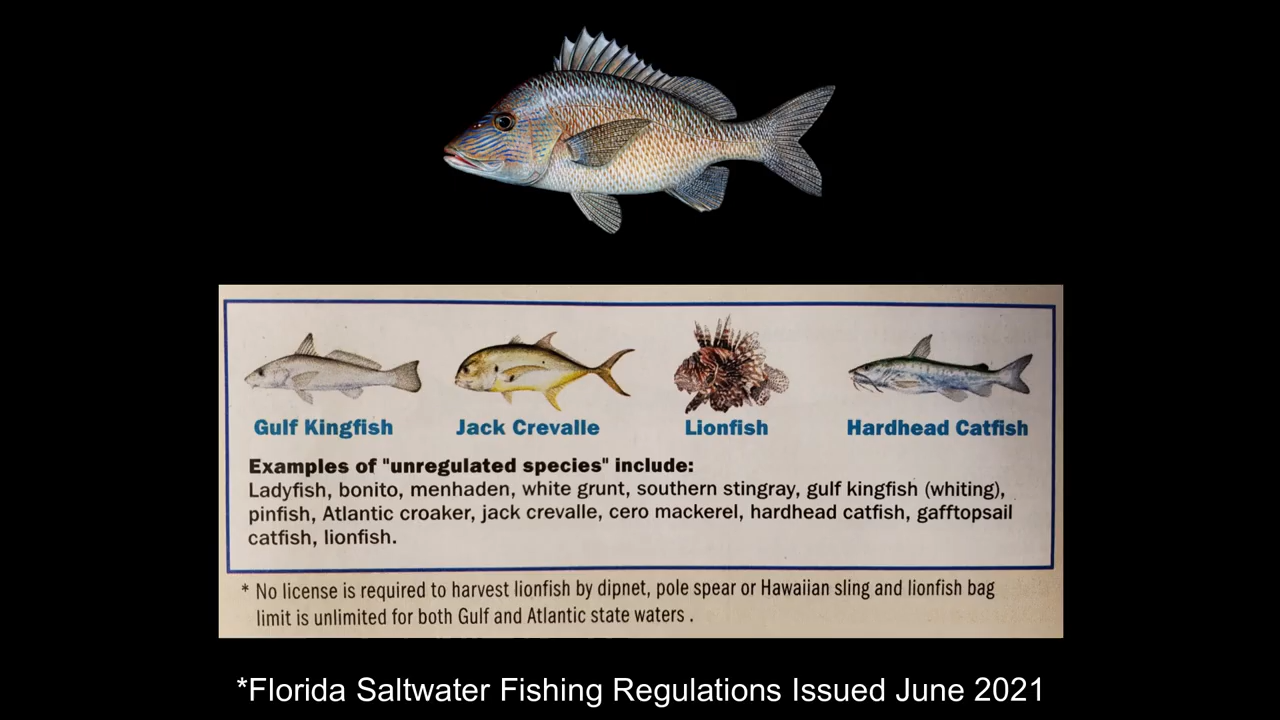 Gulf Kingfish
Jack Crevalle
Lionfish
Hardhead Catfish
Examples of "unregulated species" include:
Ladyfish, bonito, menhaden, white grunt, southern stingray, gulf kingfish (whiting),
pinfish, Atlantic croaker, jack crevalle, cero mackerel, hardhead catfish, gafftopsail
catfish, lionfish.
* No license is required to harvest lionfish by dipnet, pole spear or Hawaiian sling and lionfish bag
limit is unlimited for both Gulf and Atlantic state waters .
*Florida Saltwater Fishing Regulations Issued June 2021